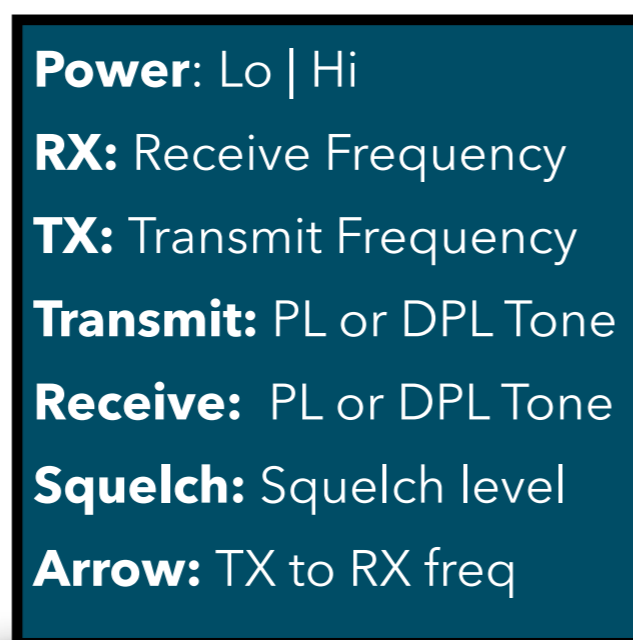 Power: Lo | Hi
RX: Receive Frequency
TX: Transmit Frequency
Transmit: PL or DPL Tone
Receive: PL or DPL Tone
Squelch: Squelch level
Arrow: TX to RX freq